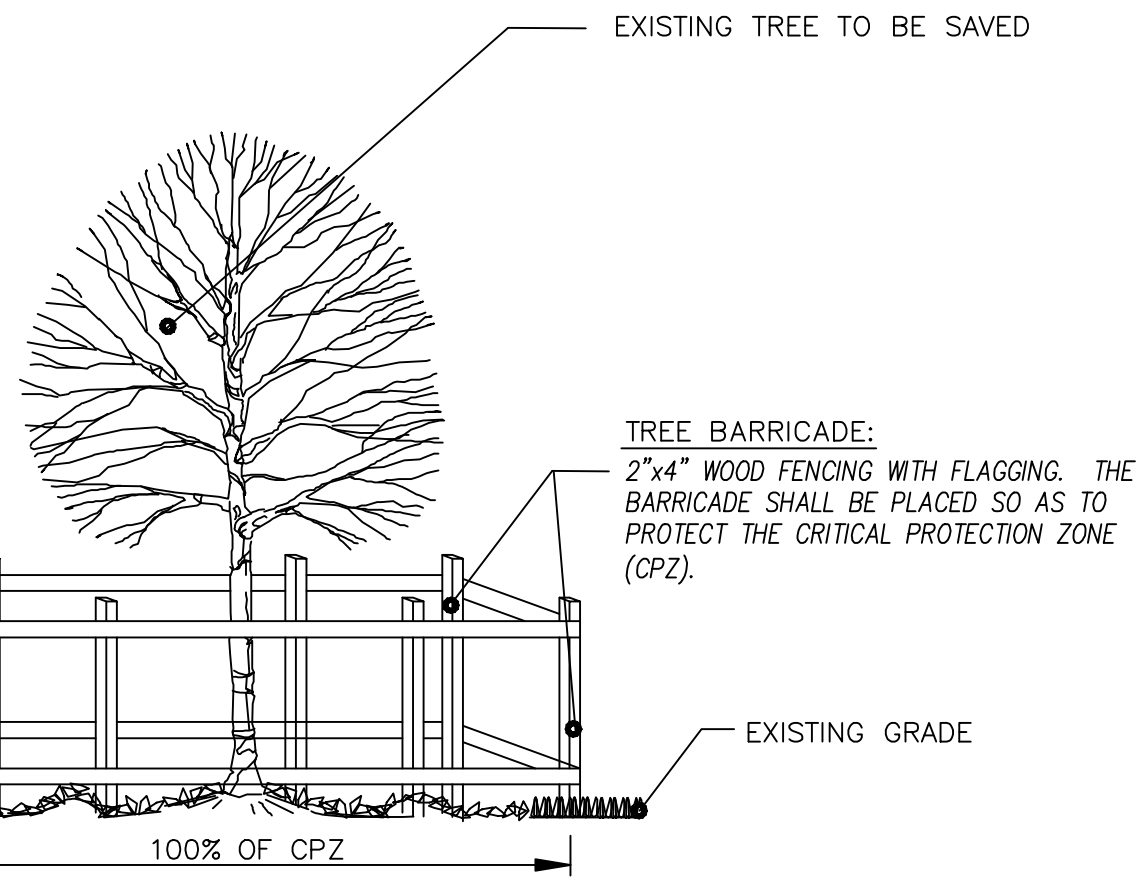 EXISTING TREE TO BE SAVED
TREE BARRICADE:
2"x4" WOOD FENCING WITH FLAGGING. THE
BARRICADE SHALL BE PLACED SO AS TO
PROTECT THE CRITICAL PROTECTION ZONE
(CPZ).
EXISTING GRADE
100% OF CPZ